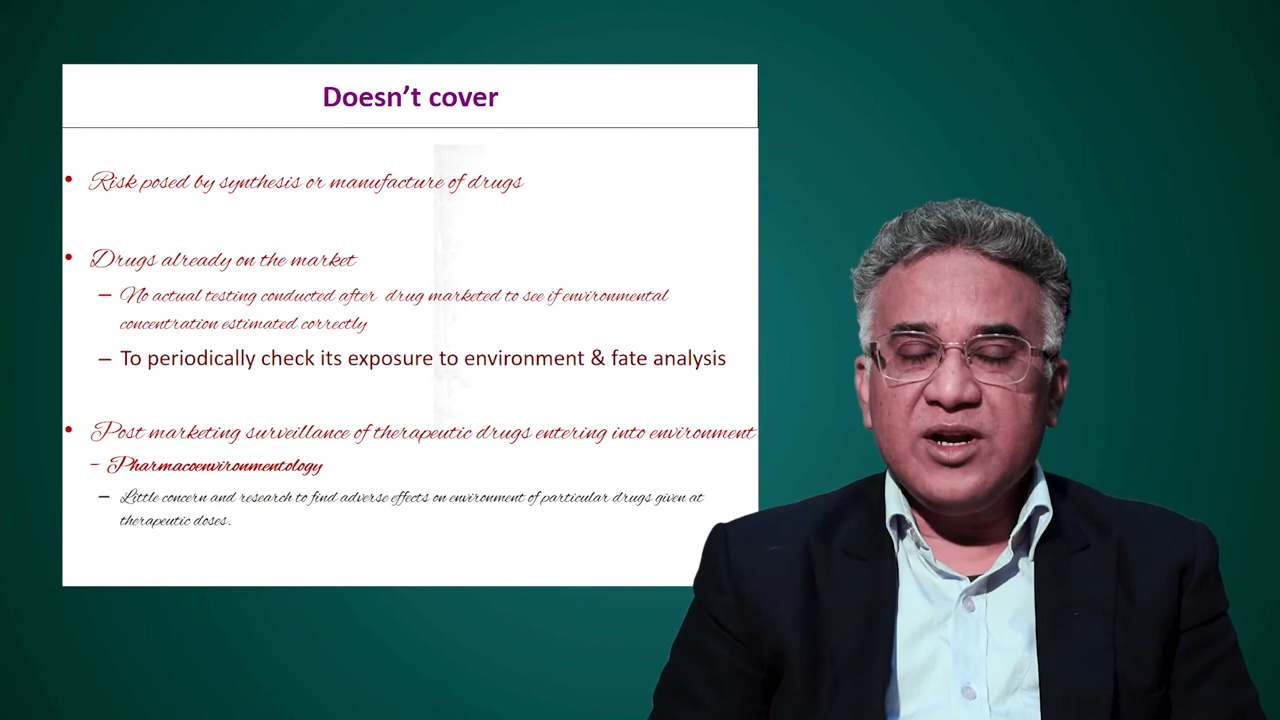 Doesn't cover
• Risk posed by synthesis or manufacture of drugs
• Drugs already on the market
– No actual testing conducted after drug marketed to see if environmental
concentration estimated correctly
– To periodically check its exposure to environment & fate analysis
• Post marketing surveillance of therapeutic drugs entering into environment
– Pharmacoenvironmentology
– Little concern and research to find adverse effects on environment of particular drugs given at
therapeutic doses.